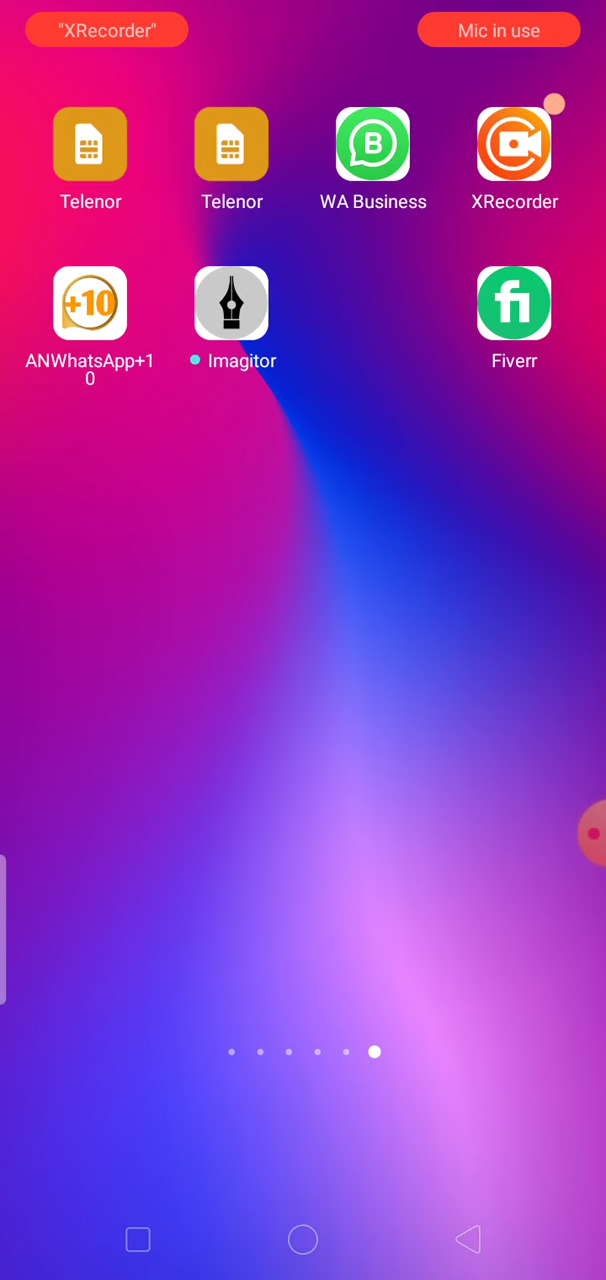 "XRecorder"
Mic in use
B
+10
fi
Telenor
Telenor
WA Business
XRecorder
ANWhatsApp+1
0
Imagitor
Fiverr